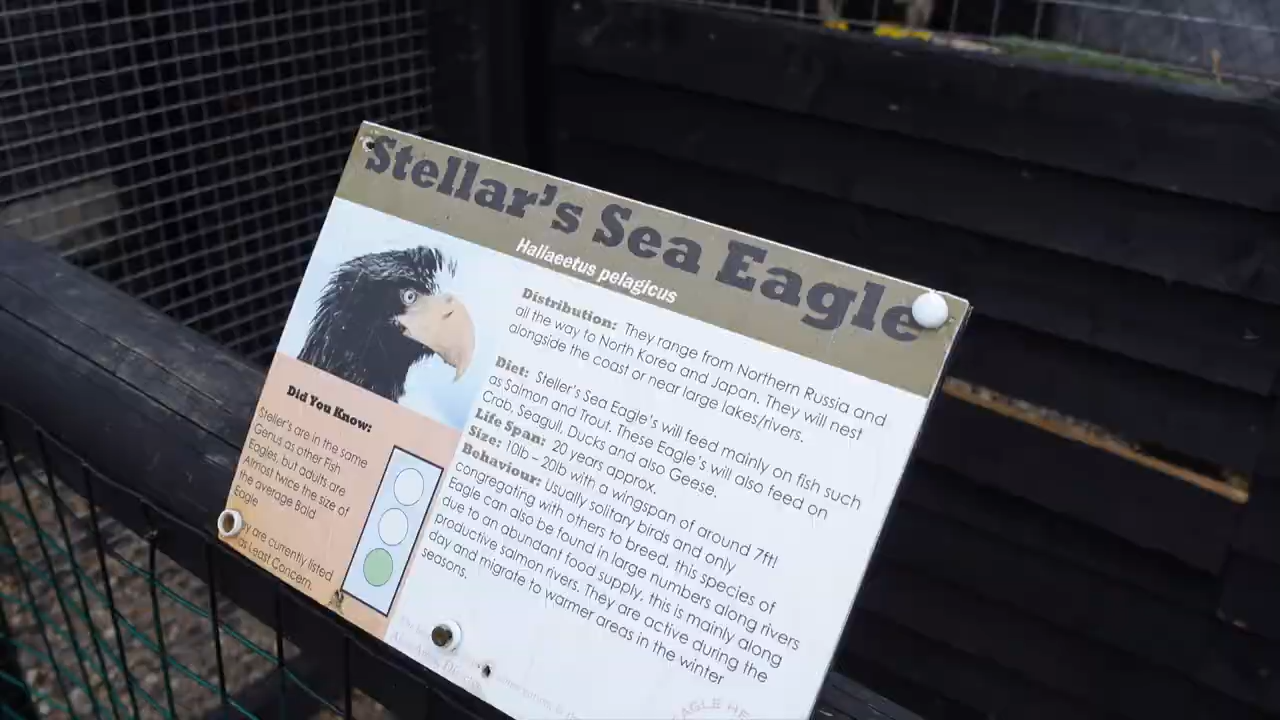 Stellar's Sea Eagle
Haliaeetus pelagicus
Distribution: They range from Northern Russia and
all the way to North Korea and Japan. They will nest
alongside the coast or near large lakes/rivers.
Diet: Steller's Sea Eagle's will feed mainly on fish such
as Salmon and Trout. These Eagle's will also feed on
Crab, Seagull, Ducks and also Geese.
Life Span: 20 years approx.
Size: 10lb – 20lb with a wingspan of around 7ft!
Behaviour: Usually solitary birds and only
congregating with others to breed, this species of
Eagle can also be found in large numbers along rivers
due to an abundant food supply, this is mainly along
productive salmon rivers. They are active during the
day and migrate to warmer areas in the winter
seasons.
Did You Know:
Steller's are in the same
Genus as other Fish
Eagles, but adults are
Almost twice the size of
the average Bald
Eagle
are currently listed
as Least Concern.
EAGLE HE